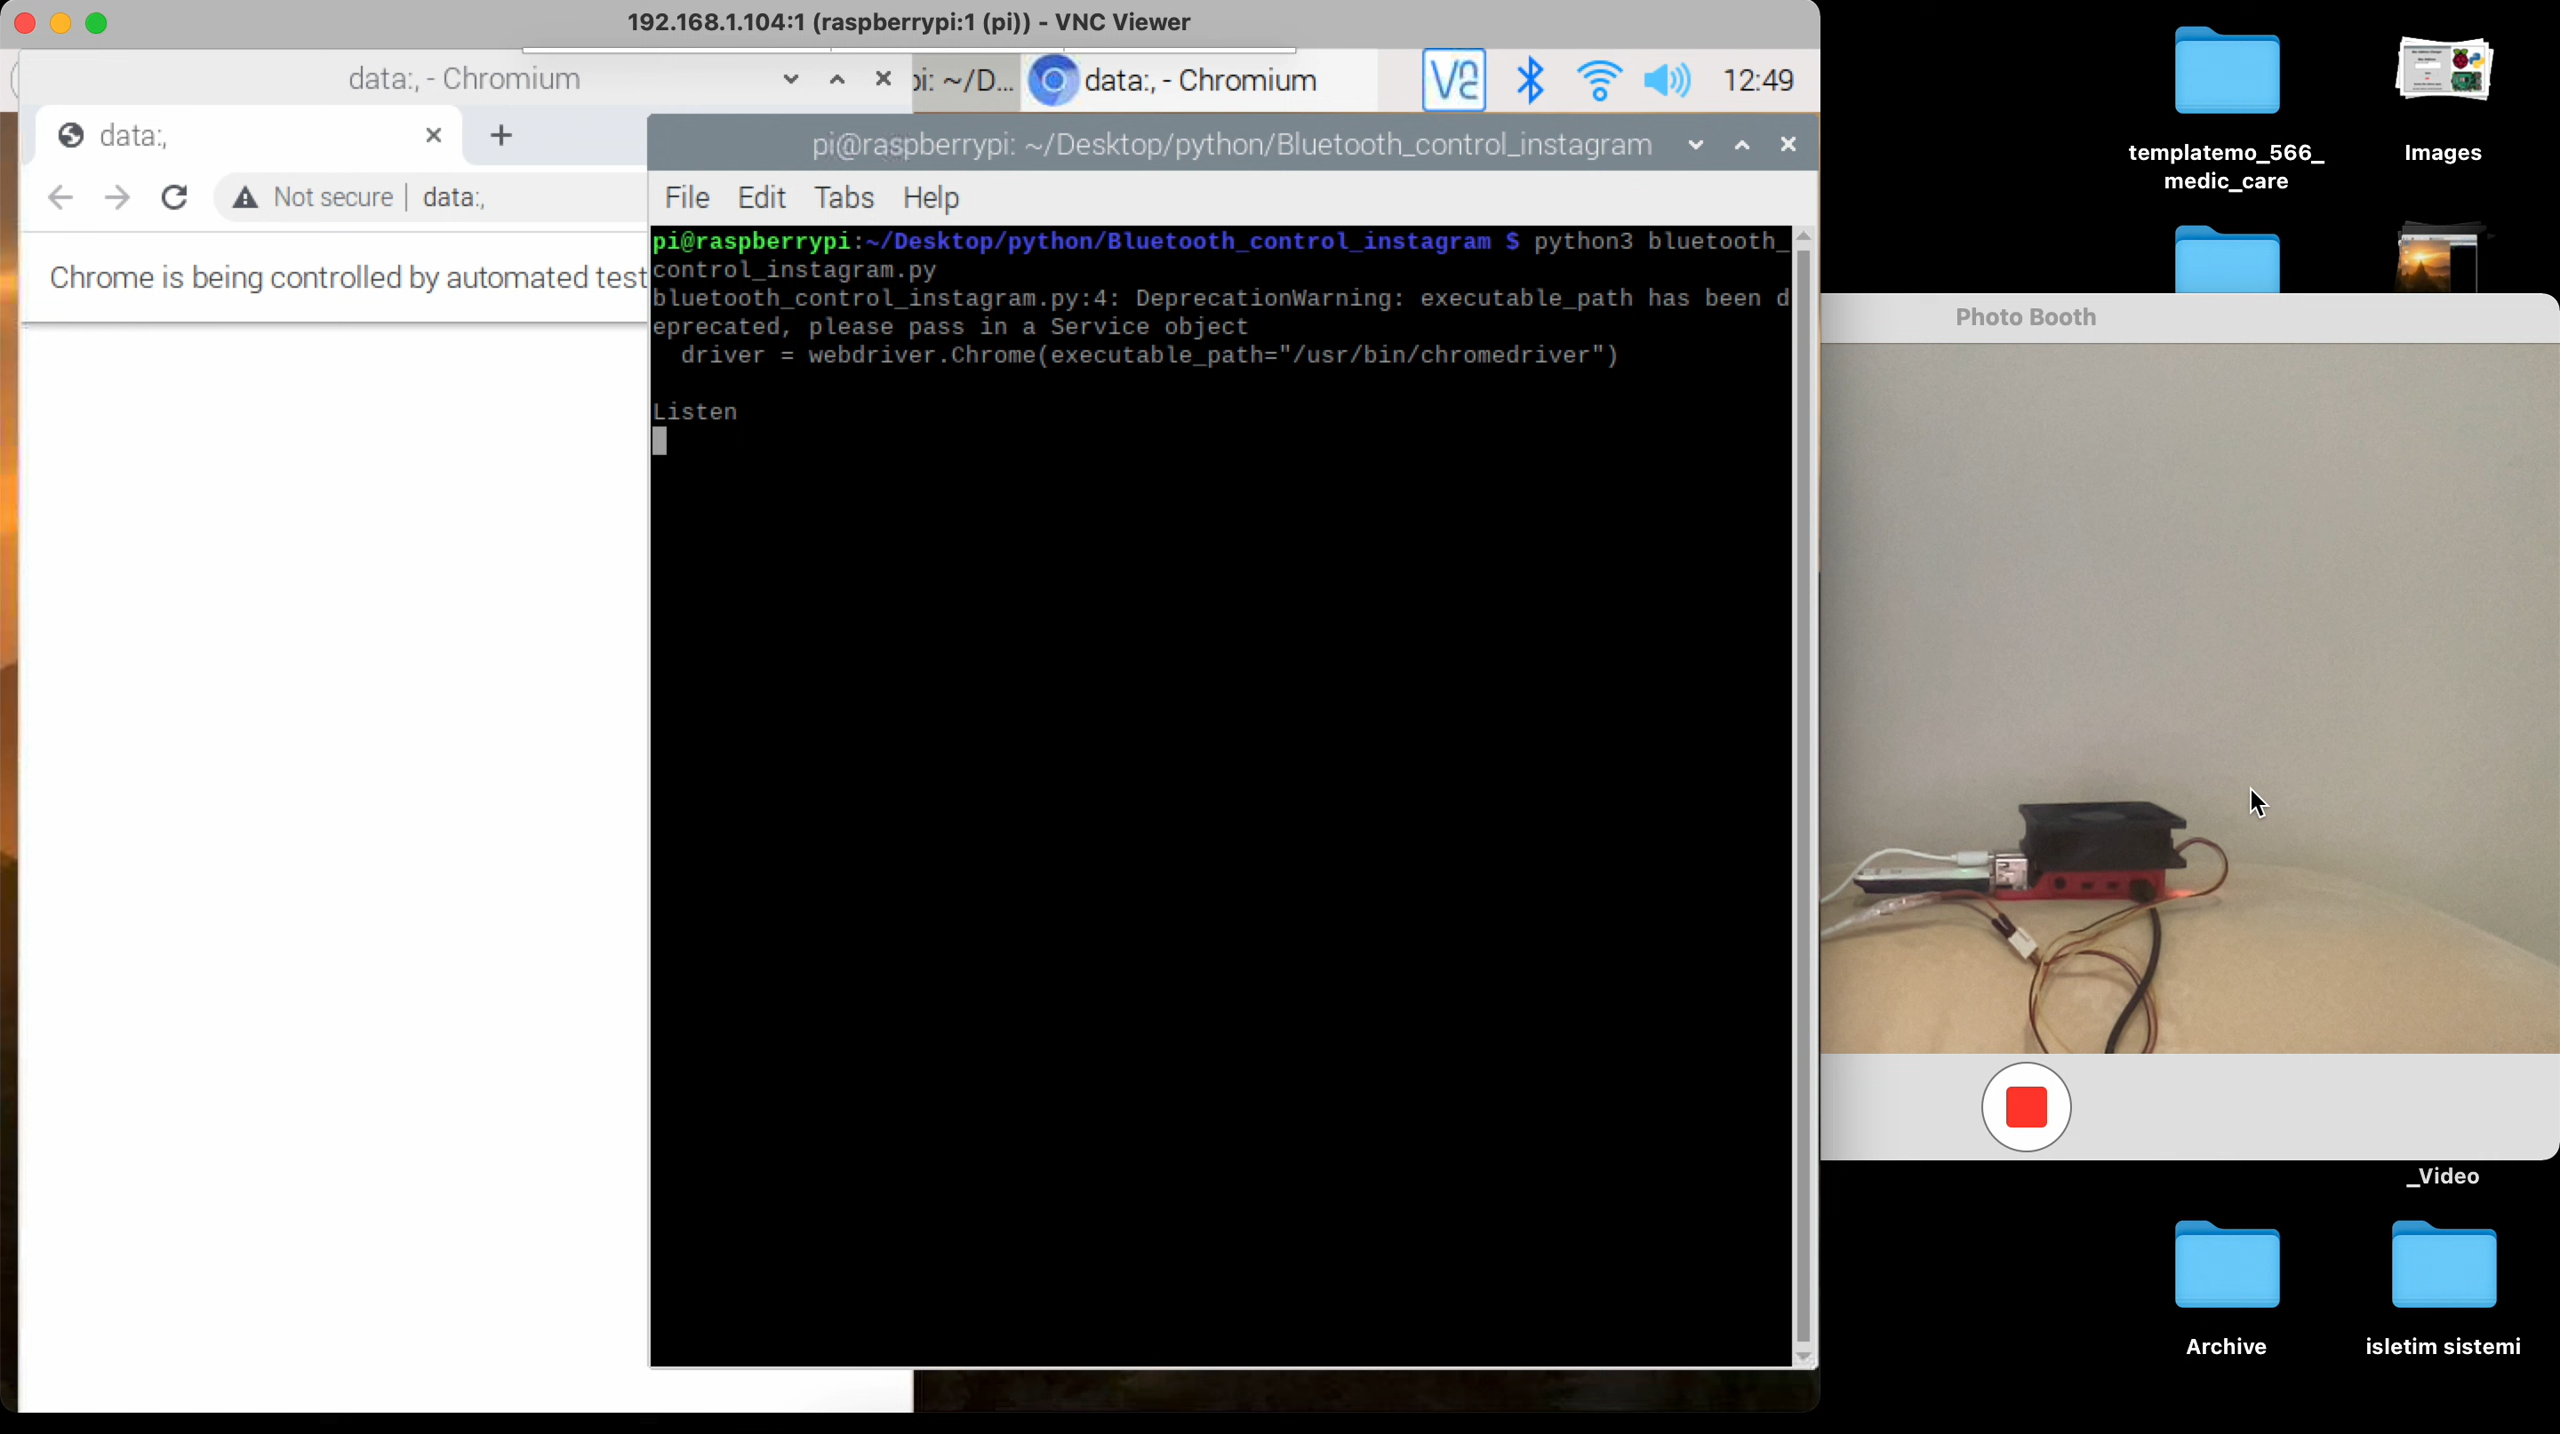 192.168.1.104:1 (raspberrypi:1 (pi)) - VNC Viewer
data:, - Chromium
pi: ~/D...
data:, - Chromium
12:49
data:,
Not secure
data:,
Chrome is being controlled by automated test
pi@raspberrypi: ~/Desktop/python/Bluetooth_control_instagram
File Edit Tabs Help
pi@raspberrypi:~/Desktop/python/Bluetooth_control_instagram $ python3 bluetooth_
control_instagram.py
bluetooth_control_instagram.py:4: DeprecationWarning: executable_path has been d
eprecated, please pass in a Service object
driver = webdriver.Chrome(executable_path="/usr/bin/chromedriver")
Listen
templatemo_566_
medic_care
Images
Photo Booth
_Video
Archive
isletim sistemi